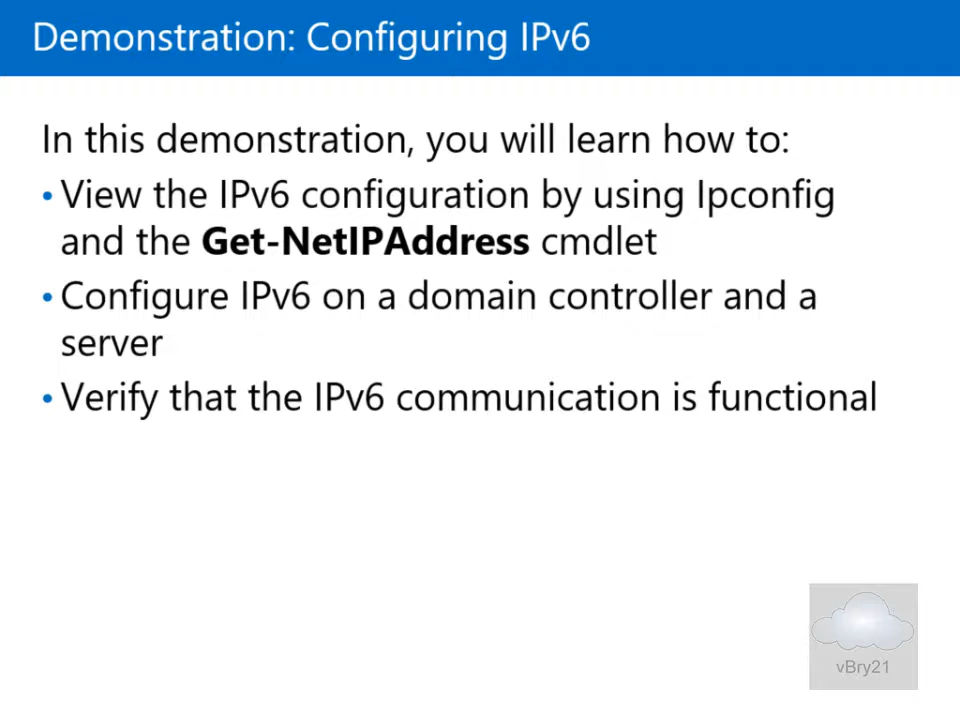 Demonstration: Configuring IPv6
In this demonstration, you will learn how to:
• View the IPv6 configuration by using Ipconfig
and the Get-NetIPAddress cmdlet
• Configure IPv6 on a domain controller and a
server
• Verify that the IPv6 communication is functional
vBry21